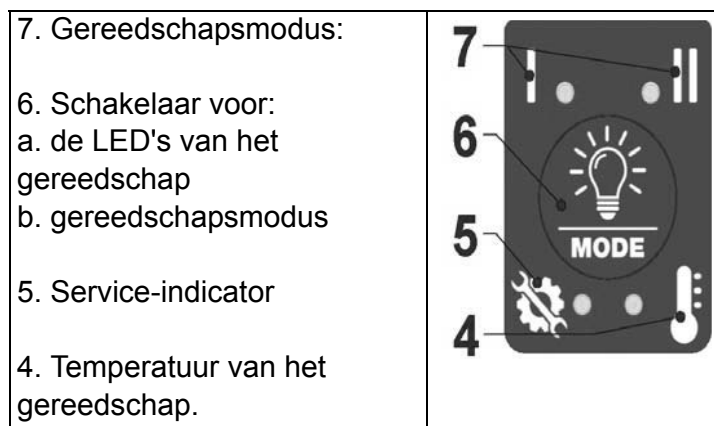 7. Gereedschapsmodus:
6. Schakelaar voor:
a. de LED's van het
gereedschap
b. gereedschapsmodus
5. Service-indicator
4. Temperatuur van het
gereedschap.
7
I II
6
MODE
5
4